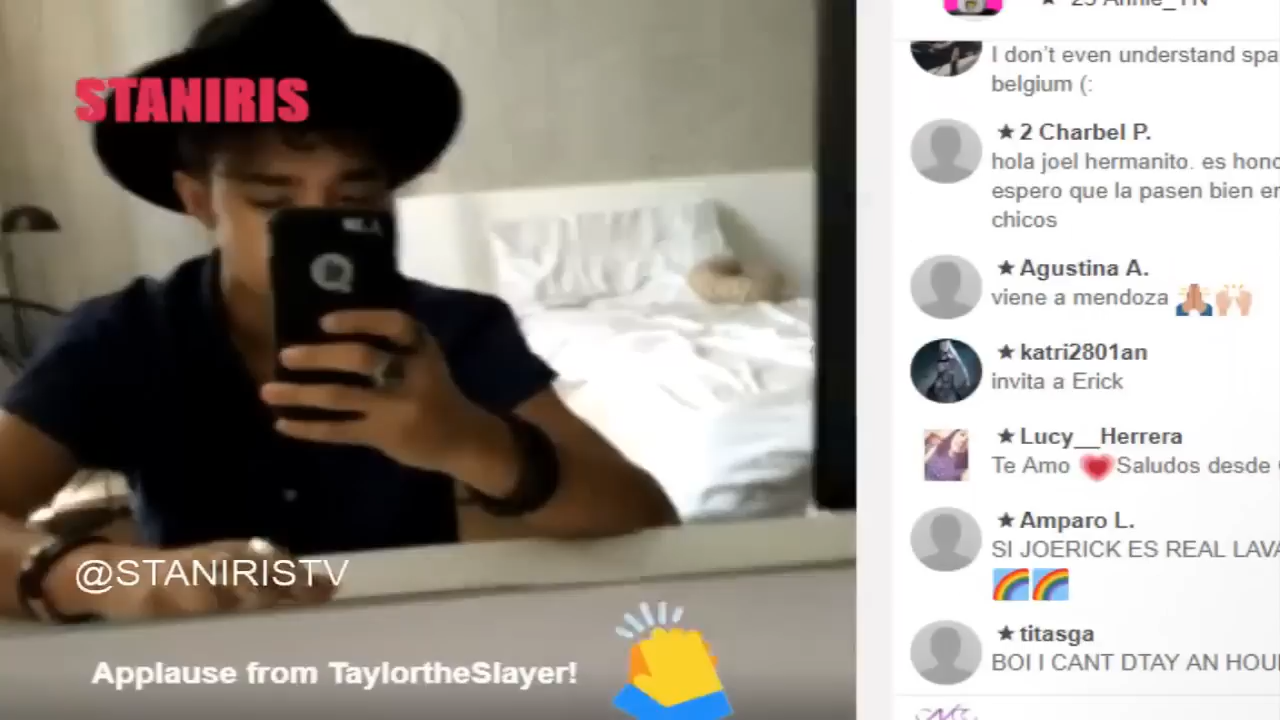 STANIRIS
@STANIRISTV
Applause from TaylortheSlayer!
I don't even understand spa
belgium (:
★ 2 Charbel P.
hola joel hermanito. es hono
espero que la pasen bien en
chicos
★ Agustina A.
viene a mendoza
★ katri2801an
invita a Erick
★ Lucy__Herrera
Te Amo ❤Saludos desde
★ Amparo L.
SI JOERICK ES REAL LAVA
★ titasga
BOI I CANT DTAY AN HOU